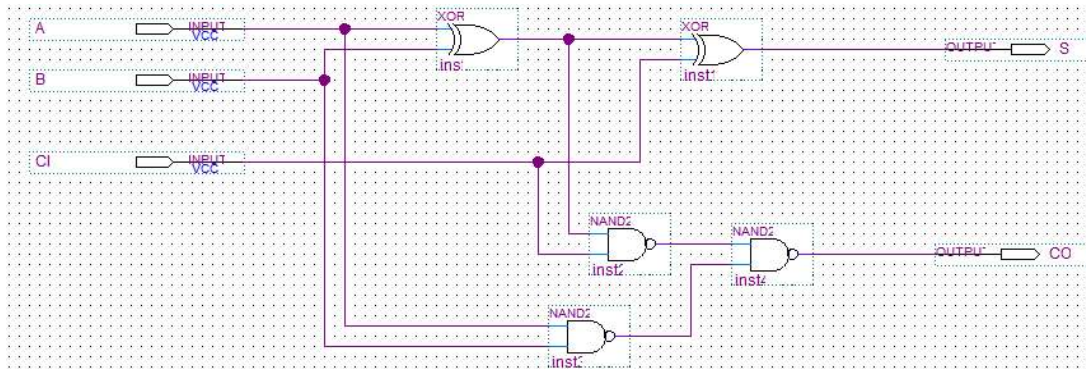 A INPUT VCC XOR inst XOR inst1 OUTPUT S
B INPUT VCC
CI INPUT VCC
NAND2 inst2 NAND2 inst4 OUTPUT CO
NAND2 inst3